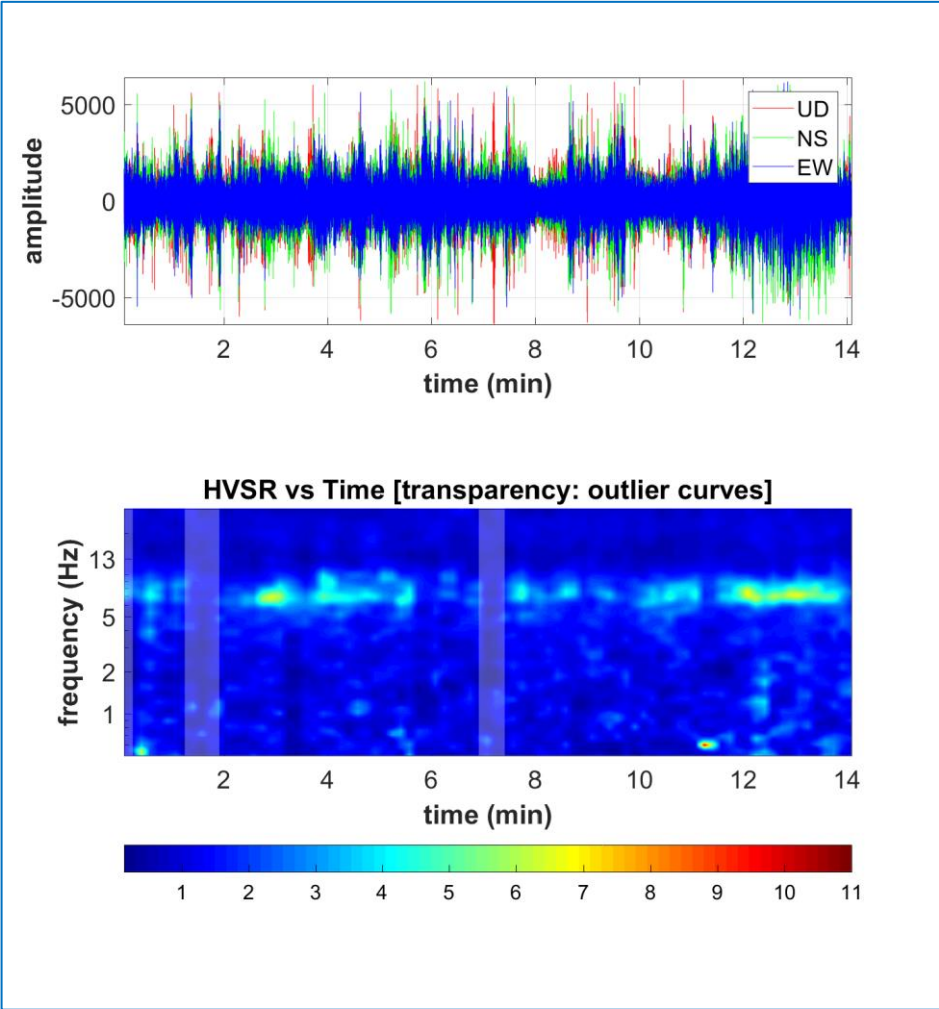 5000
0
-5000
amplitude
UD
NS
EW
2 4 6 8 10 12 14
time (min)
HVSR vs Time [transparency: outlier curves]
13
5
2
1
frequency (Hz)
2 4 6 8 10 12 14
time (min)
1 2 3 4 5 6 7 8 9 10 11